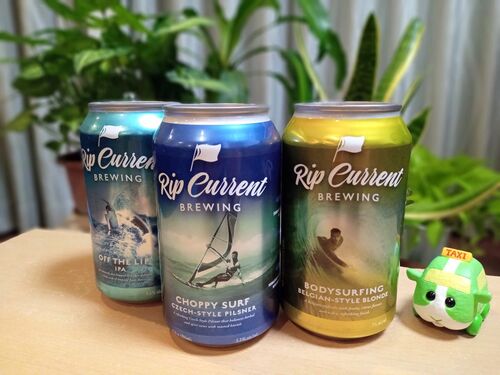 Rip Current
BREWING
OFF THE LIP
IPA
Rip Current
BREWING
CHOPPY SURF
CZECH-STYLE PILSNER
Rip Current
BREWING
BODYSURFING
BELGIAN-STYLE BLONDE
TAXI